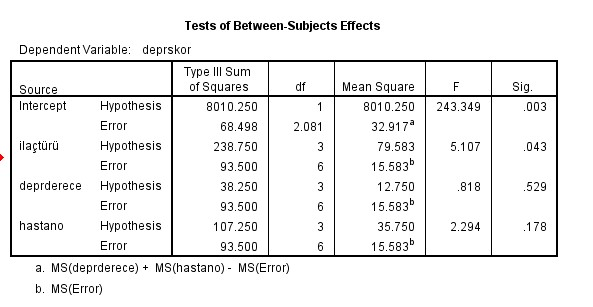 Tests of Between-Subjects Effects
Dependent Variable: deprskor
Source Type III Sum of Squares df Mean Square F Sig.
Intercept Hypothesis 8010.250 1 8010.250 243.349 .003
Error 68.498 2.081 32.917a
ilaçtürü Hypothesis 238.750 3 79.583 5.107 .043
Error 93.500 6 15.583b
deprderece Hypothesis 38.250 3 12.750 .818 .529
Error 93.500 6 15.583b
hastano Hypothesis 107.250 3 35.750 2.294 .178
Error 93.500 6 15.583b
a. MS(deprderece) + MS(hastano) - MS(Error)
b. MS(Error)